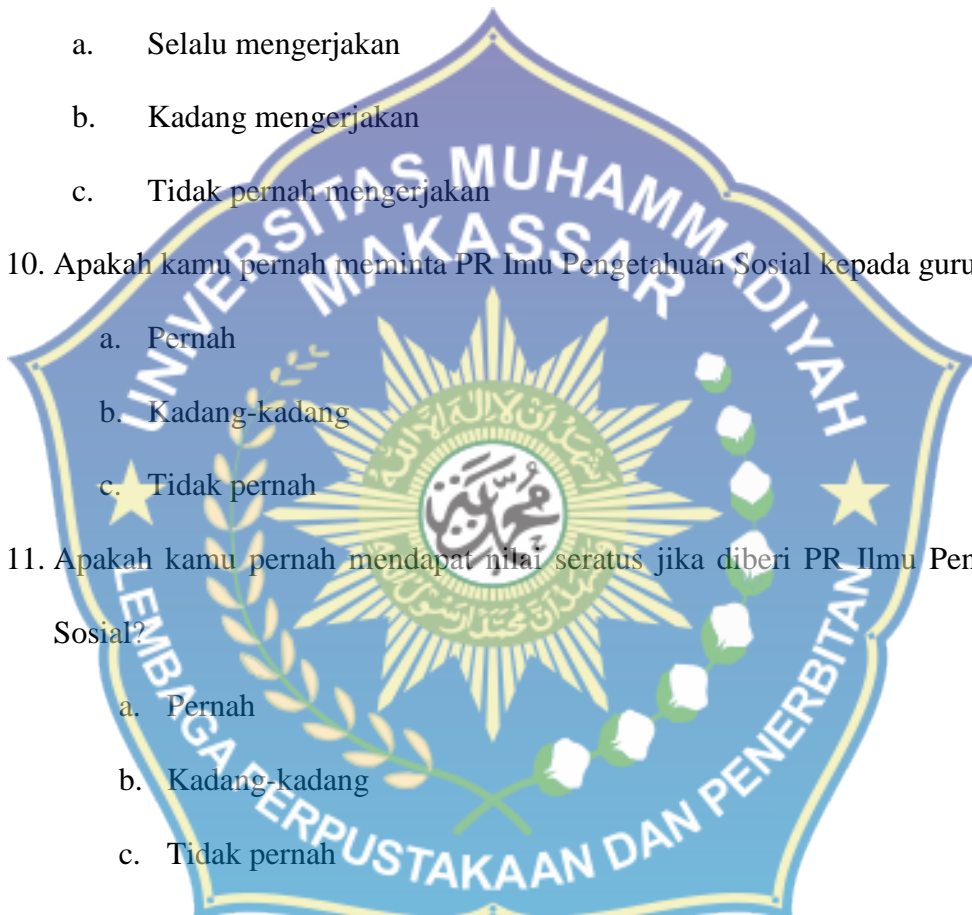 a. Selalu mengerjakan
b. Kadang mengerjakan
c. Tidak pernah mengerjakan
UNIVERSITAS MUHAMMADIYAH
MAKASSAR
10. Apakah kamu pernah meminta PR Imu Pengetahuan Sosial kepada guru
a. Pernah
b. Kadang-kadang
c. Tidak pernah
محمد
11. Apakah kamu pernah mendapat nilai seratus jika diberi PR Ilmu Pen
Sosial?
a. Pernah
b. Kadang-kadang
c. Tidak pernah
LEMBAGA PERPUSTAKAAN DAN PENERBITAN